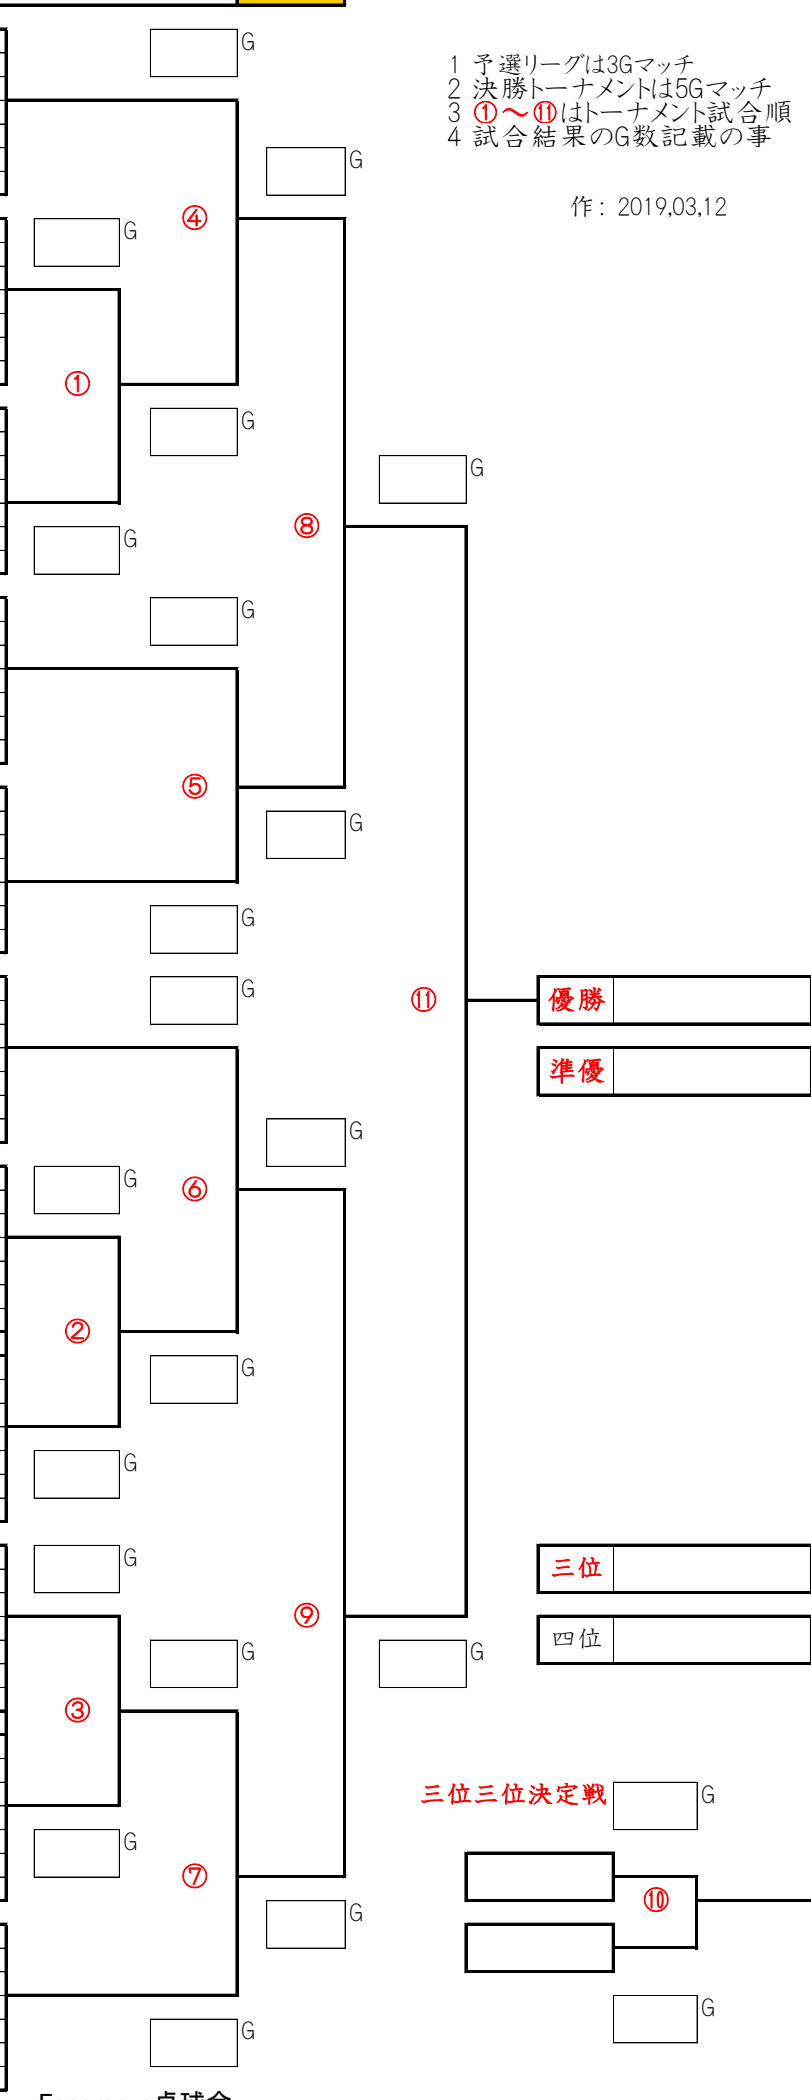 G
1 予選リーグは3Gマッチ
2 決勝トーナメントは5Gマッチ
3 ①～⑪はトーナメント試合順
4 試合結果のG数記載の事
G
作：2019,03,12
④
G
①
G
G
⑧
G
G
⑤
G
G
G
⑪
優勝
準優
G
G
⑥
②
G
G
G
三位
⑨
四位
G
G
③
三位三位決定戦
G
G
⑦
⑩
G
G
G
卓球会